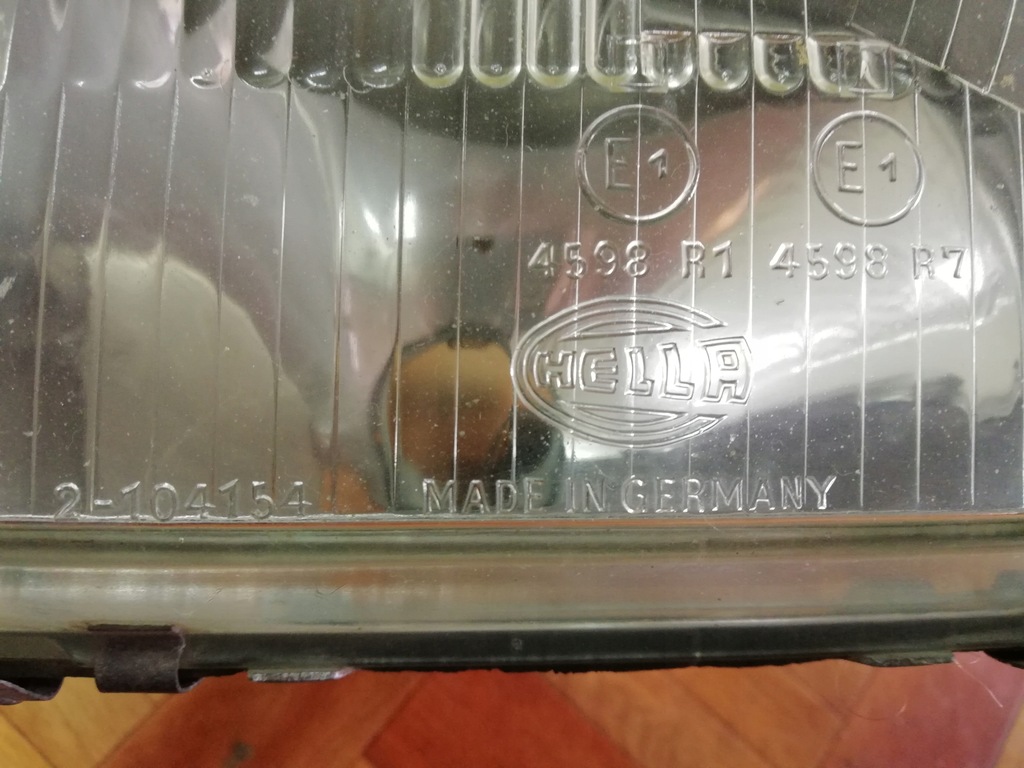 E1 E1
4598 R1 4598 R7
HELLA
2-104154 MADE IN GERMANY